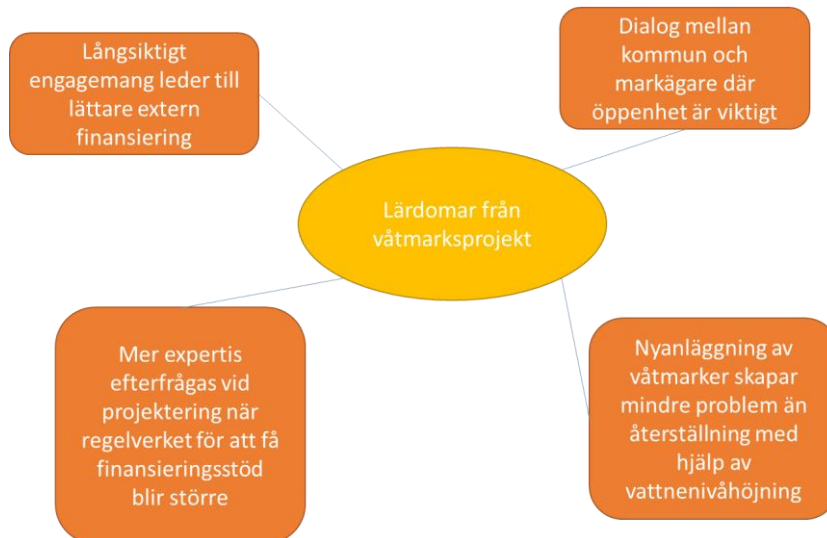 Långsiktigt
engagemang leder till
lättare extern
finansiering
Dialog mellan
kommun och
markägare där
öppenhet är viktigt
Lärdomar från
våtmarksprojekt
Mer expertis
efterfrågas vid
projektering när
regelverket för att få
finansieringsstöd
blir större
Nyanläggning av
våtmarker skapar
mindre problem än
återställning med
hjälp av
vattnenivåhöjning